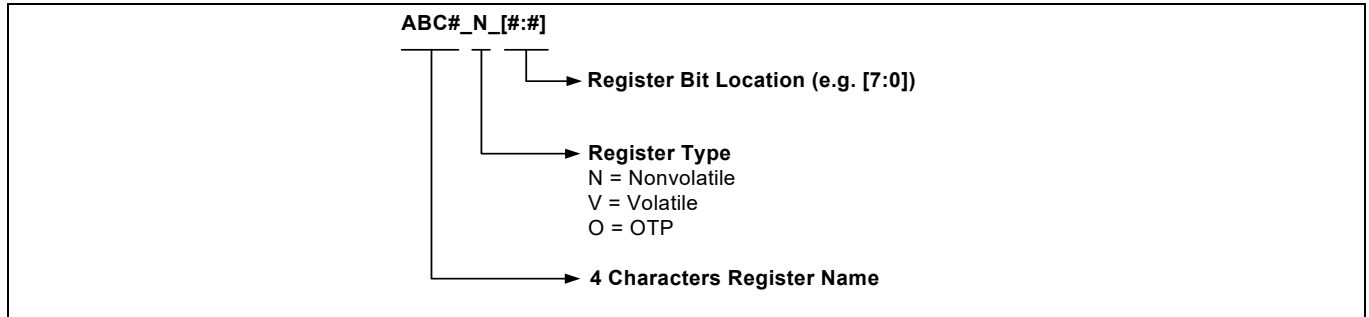 ABC#_N_[#:#]
Register Bit Location (e.g. [7:0])
Register Type
N = Nonvolatile
V = Volatile
O = OTP
4 Characters Register Name